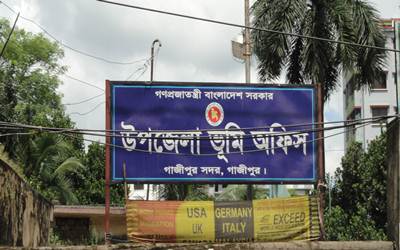 গণপ্রজাতন্ত্রী বাংলাদেশ সরকার
উপজেলা ভূমি অফিস
গাজীপুর সদর, গাজীপুর।
USA GERMANY EXCEED
UK ITALY